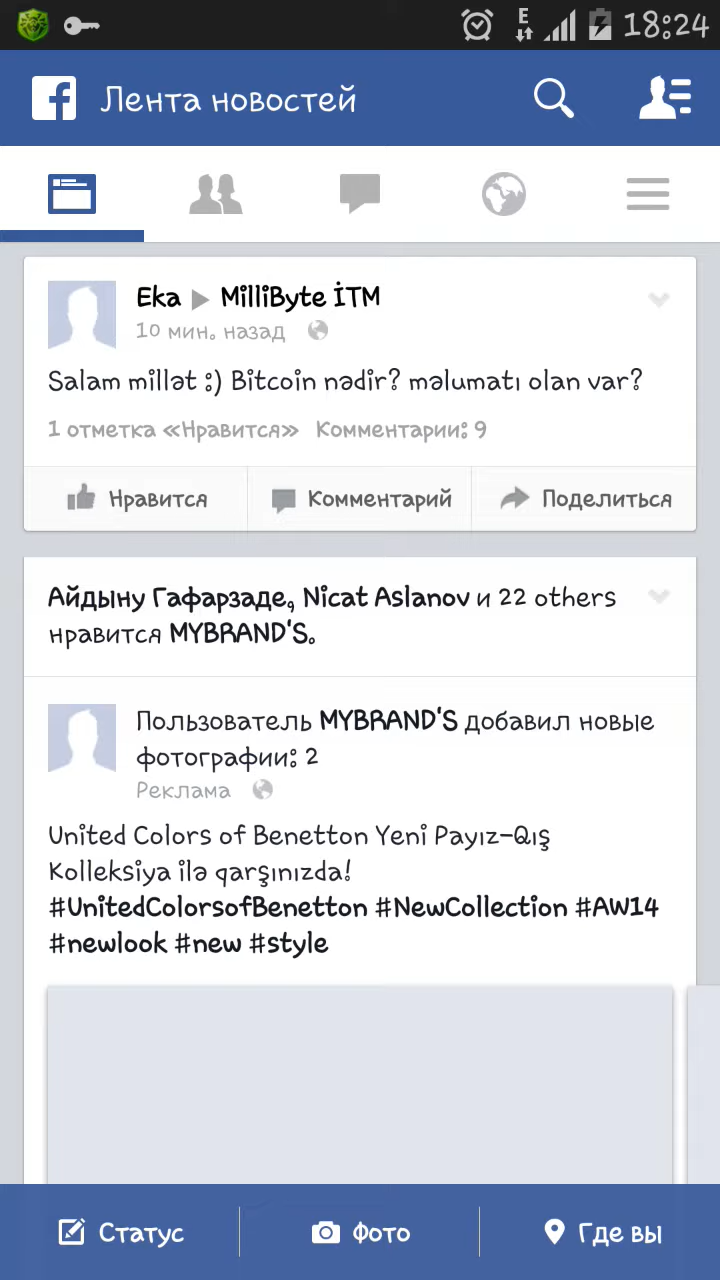 E
18:24
Лента новостей
Eka ▶ MilliByte İTM
10 мин. назад
Salam millət :) Bitcoin nədir? məlumatı olan var?
1 отметка «Нравится» Комментарии: 9
Нравится Комментарий Поделиться
Айдыну Гафарзаде, Nicat Aslanov и 22 others
нравится MYBRAND'S.
Пользователь MYBRAND'S добавил новые
фотографии: 2
Реклама
United Colors of Benetton Yeni Payız-Qış
Kolleksiya ilə qarşınızda!
#UnitedColorsofBenetton #NewCollection #AW14
#newlook #new #style
Статус Фото Где вы